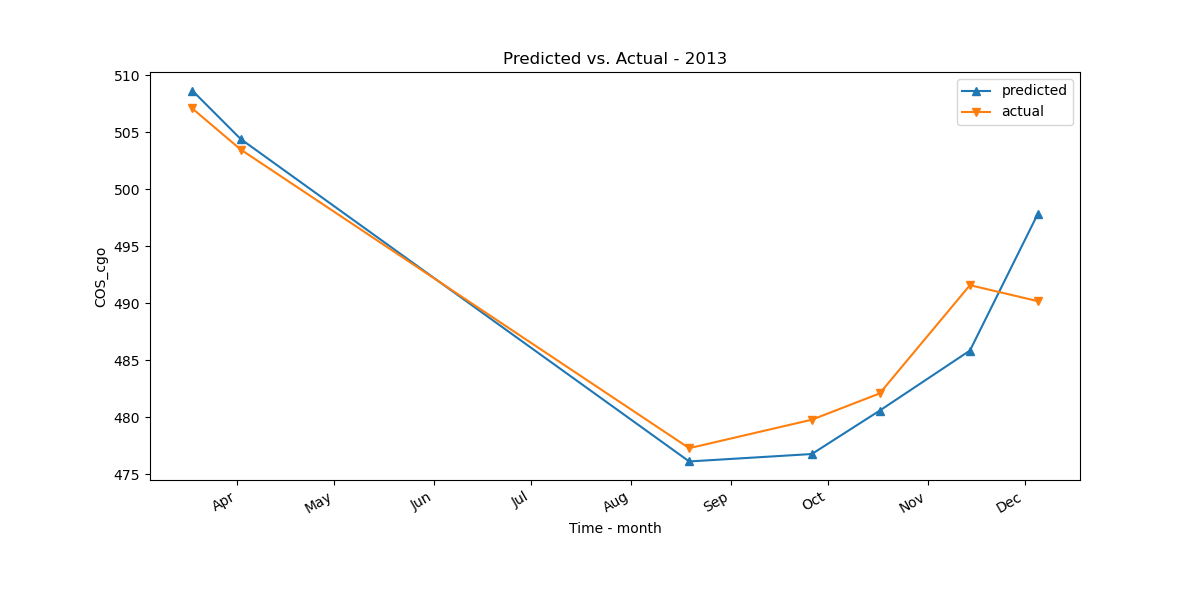 Predicted vs. Actual - 2013
predicted
actual
510
505
500
495
490
485
480
475
COS_cgo
Apr
May
Jun
Jul
Aug
Sep
Oct
Nov
Dec
Time - month